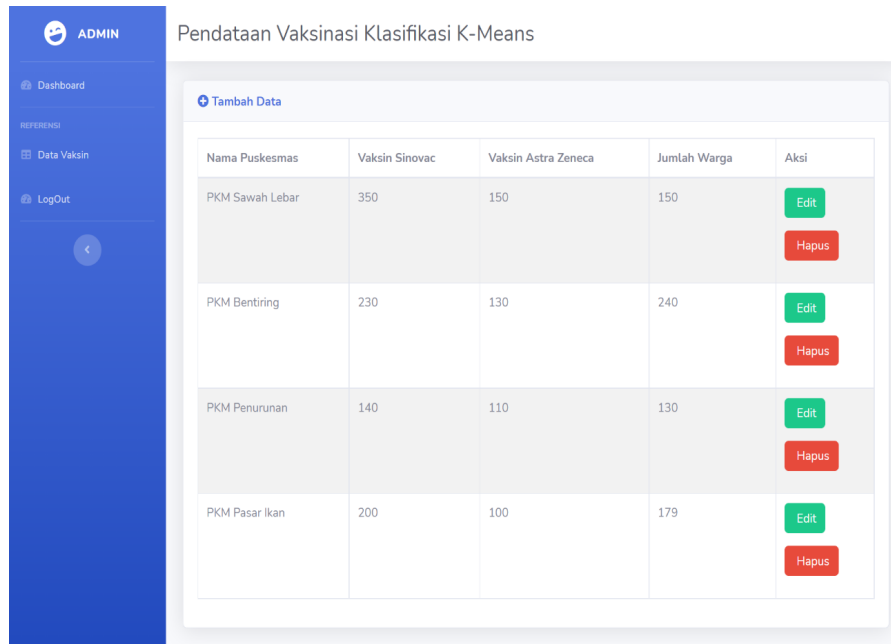 ADMIN
Dashboard
REFERENSI
Data Vaksin
LogOut
Pendataan Vaksinasi Klasifikasi K-Means
Tambah Data
Nama Puskesmas Vaksin Sinovac Vaksin Astra Zeneca Jumlah Warga Aksi
PKM Sawah Lebar 350 150 150 Edit
Hapus
PKM Bentiring 230 130 240 Edit
Hapus
PKM Penurunan 140 110 130 Edit
Hapus
PKM Pasar Ikan 200 100 179 Edit
Hapus